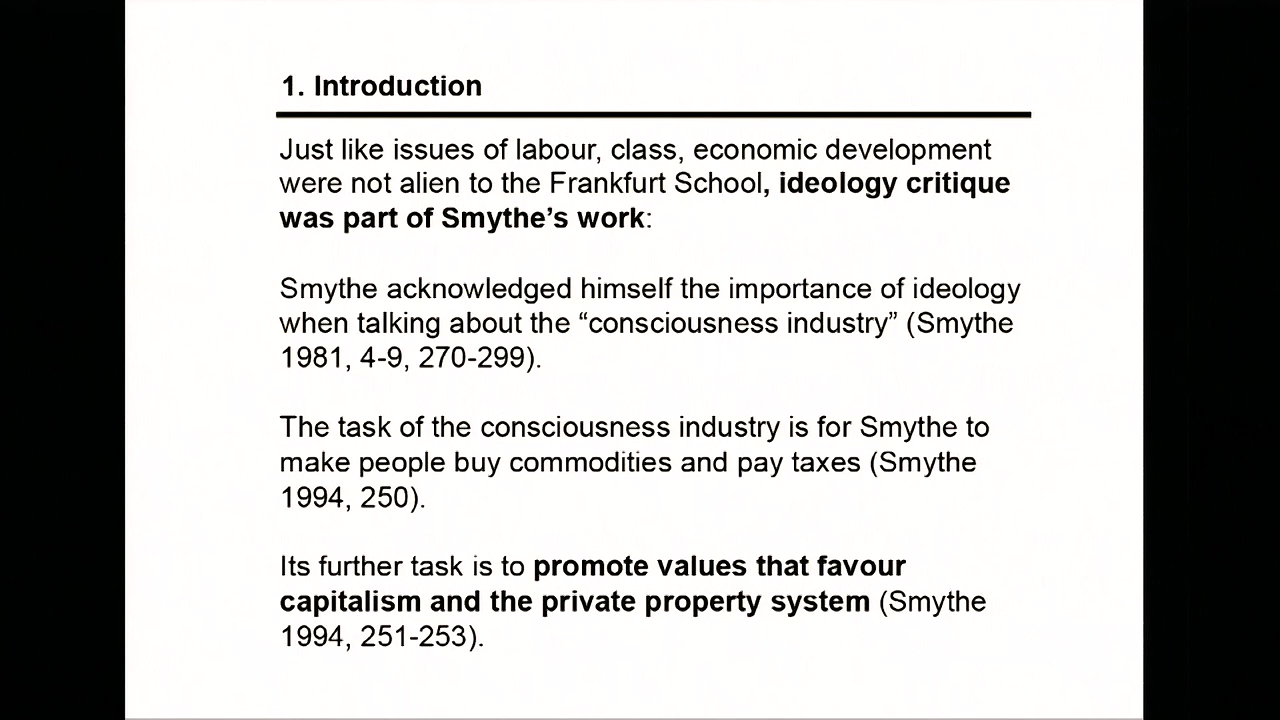 1. Introduction
Just like issues of labour, class, economic development
were not alien to the Frankfurt School, ideology critique
was part of Smythe’s work:
Smythe acknowledged himself the importance of ideology
when talking about the “consciousness industry” (Smythe
1981, 4-9, 270-299).
The task of the consciousness industry is for Smythe to
make people buy commodities and pay taxes (Smythe
1994, 250).
Its further task is to promote values that favour
capitalism and the private property system (Smythe
1994, 251-253).